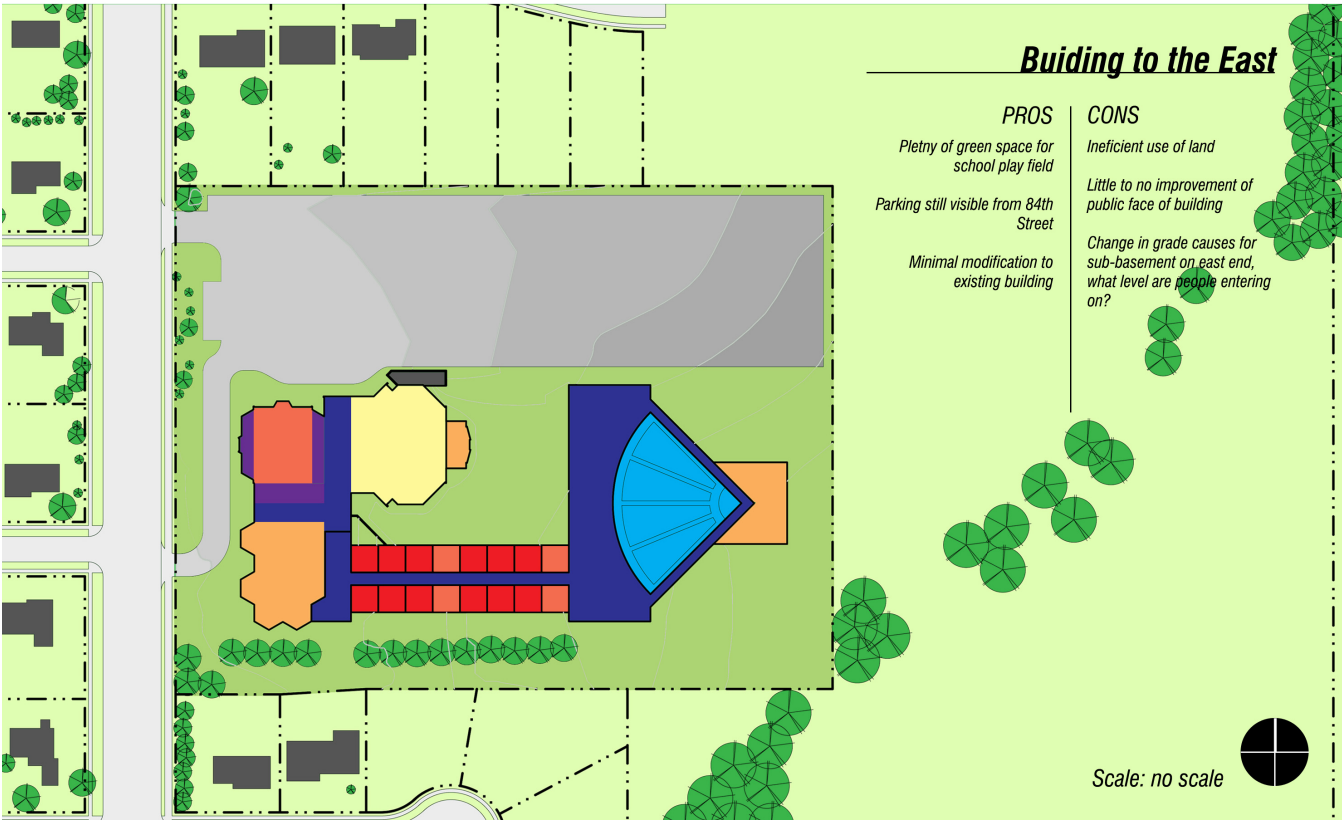 Buiding to the East
PROS
Pletny of green space for
school play field
Parking still visible from 84th
Street
Minimal modification to
existing building
CONS
Ineficient use of land
Little to no improvement of
public face of building
Change in grade causes for
sub-basement on east end,
what level are people entering
on?
Scale: no scale